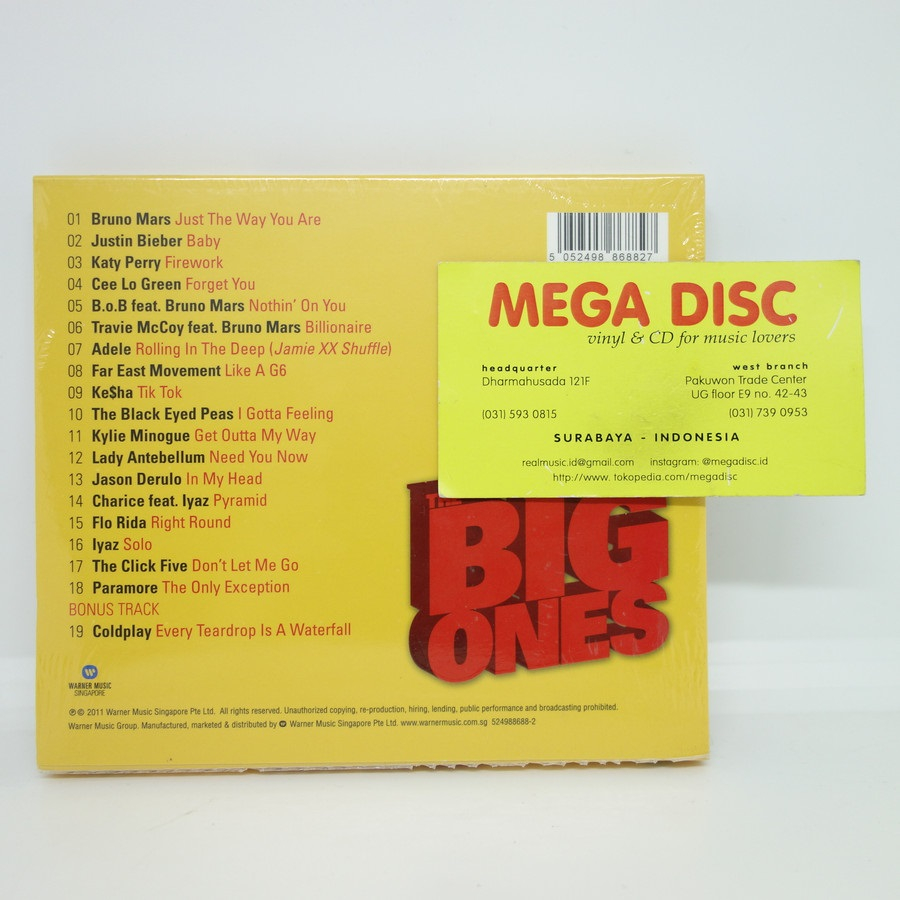 01 Bruno Mars Just The Way You Are
02 Justin Bieber Baby
03 Katy Perry Firework
04 Cee Lo Green Forget You
05 B.o.B feat. Bruno Mars Nothin' On You
06 Travie McCoy feat. Bruno Mars Billionaire
07 Adele Rolling In The Deep (Jamie XX Shuffle)
08 Far East Movement Like A G6
09 Ke$ha Tik Tok
10 The Black Eyed Peas I Gotta Feeling
11 Kylie Minogue Get Outta My Way
12 Lady Antebellum Need You Now
13 Jason Derulo In My Head
14 Charice feat. Iyaz Pyramid
15 Flo Rida Right Round
16 Iyaz Solo
17 The Click Five Don't Let Me Go
18 Paramore The Only Exception
BONUS TRACK
19 Coldplay Every Teardrop Is A Waterfall
WARNER MUSIC
SINGAPORE
℗© 2011 Warner Music Singapore Pte Ltd. All rights reserved. Unauthorized copying, re-production, hiring, lending, public performance and broadcasting prohibited.
Warner Music Group. Manufactured, marketed & distributed by Warner Music Singapore Pte Ltd. www.warnermusic.com.sg 524988688-2
5 052498 868827
MEGA DISC
vinyl & CD for music lovers
headquarter
Dharmahusada 121F
(031) 593 0815
west branch
Pakuwon Trade Center
UG floor E9 no. 42-43
(031) 739 0953
SURABAYA - INDONESIA
realmusic.id@gmail.com instagram: @megadisc.id
http://www. tokopedia.com/megadisc
THE
BIG
ONES